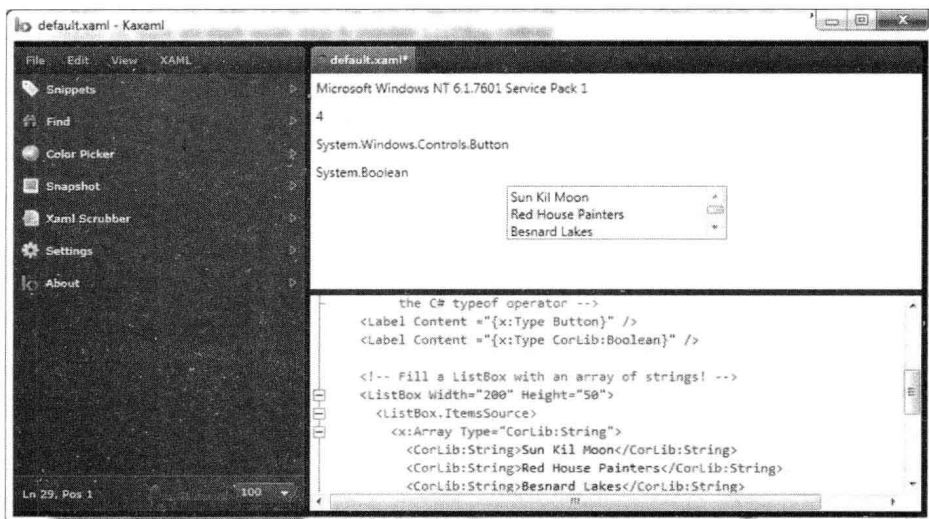 default.xaml - Kaxaml
File Edit View XAML
Snippets
Find
Color Picker
Snapshot
Xaml Scrubber
Settings
About
Ln 29, Pos 1
100
default.xaml*
Microsoft Windows NT 6.1.7601 Service Pack 1
4
System.Windows.Controls.Button
System.Boolean
Sun Kil Moon
Red House Painters
Besnard Lakes
the C# typeof operator -->
<Label Content ="{x:Type Button}" />
<Label Content ="{x:Type CorLib:Boolean}" />
<!-- Fill a ListBox with an array of strings! -->
<ListBox Width="200" Height="50">
<ListBox.ItemsSource>
<x:Array Type="CorLib:String">
<CorLib:String>Sun Kil Moon</CorLib:String>
<CorLib:String>Red House Painters</CorLib:String>
<CorLib:String>Besnard Lakes</CorLib:String>